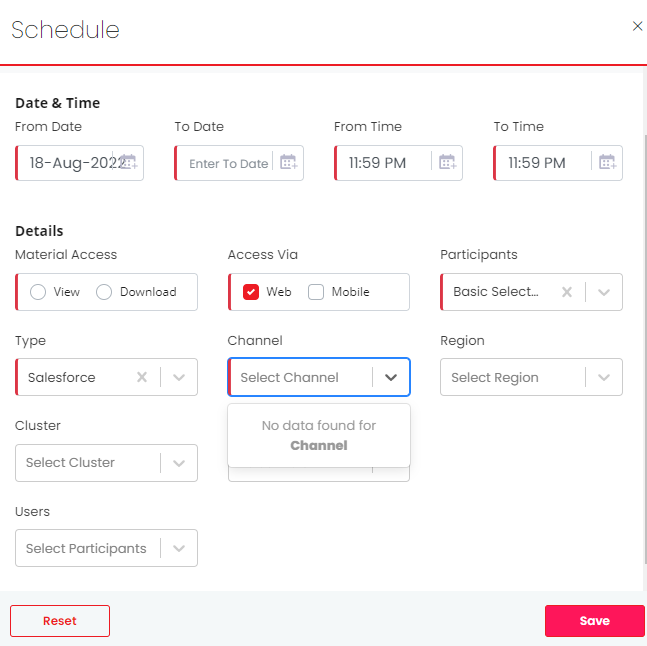 Schedule
Date & Time
From Date To Date From Time To Time
18-Aug-2022 Enter To Date 11:59 PM 11:59 PM
Details
Material Access Access Via Participants
View Download Web Mobile Basic Select...
Type Channel Region
Salesforce Select Channel Select Region
Cluster
No data found for
Channel
Select Cluster
Users
Select Participants
Reset Save